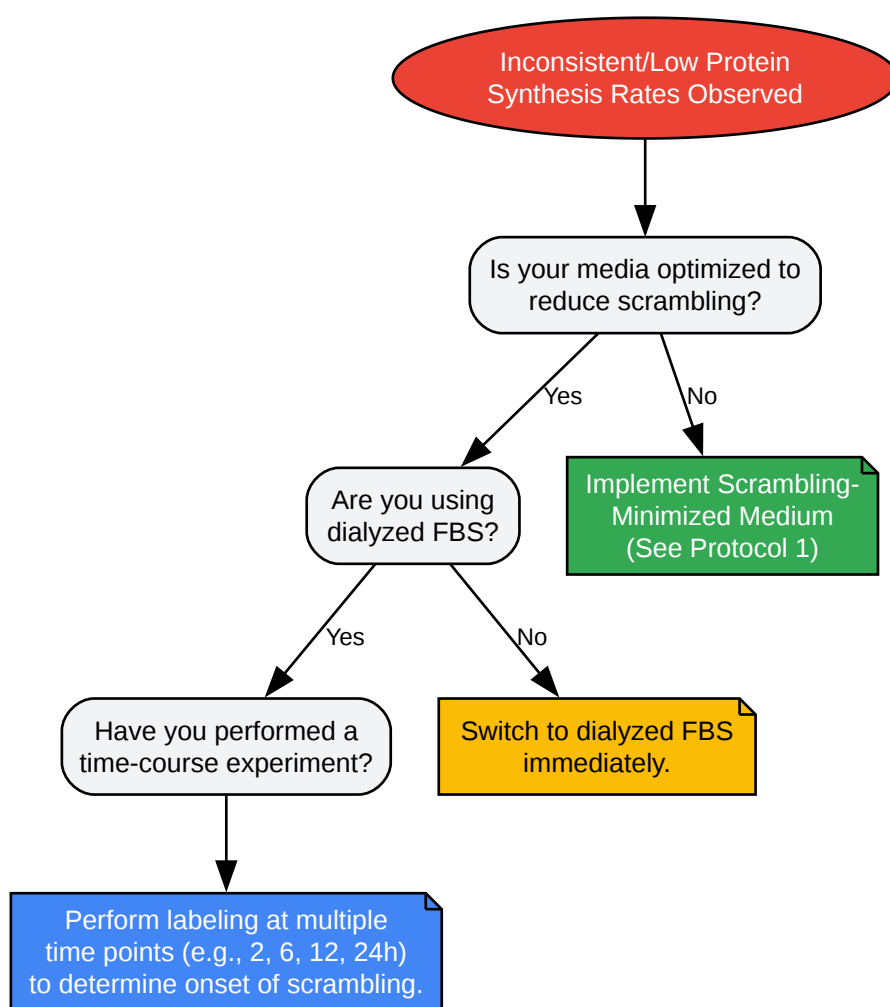 Inconsistent/Low Protein
Synthesis Rates Observed
Is your media optimized to
reduce scrambling?
Yes
No
Are you using
dialyzed FBS?
Implement Scrambling-
Minimized Medium
(See Protocol 1)
Yes
No
Have you performed a
time-course experiment?
Switch to dialyzed FBS
immediately.
Perform labeling at multiple
time points (e.g., 2, 6, 12, 24h)
to determine onset of scrambling.